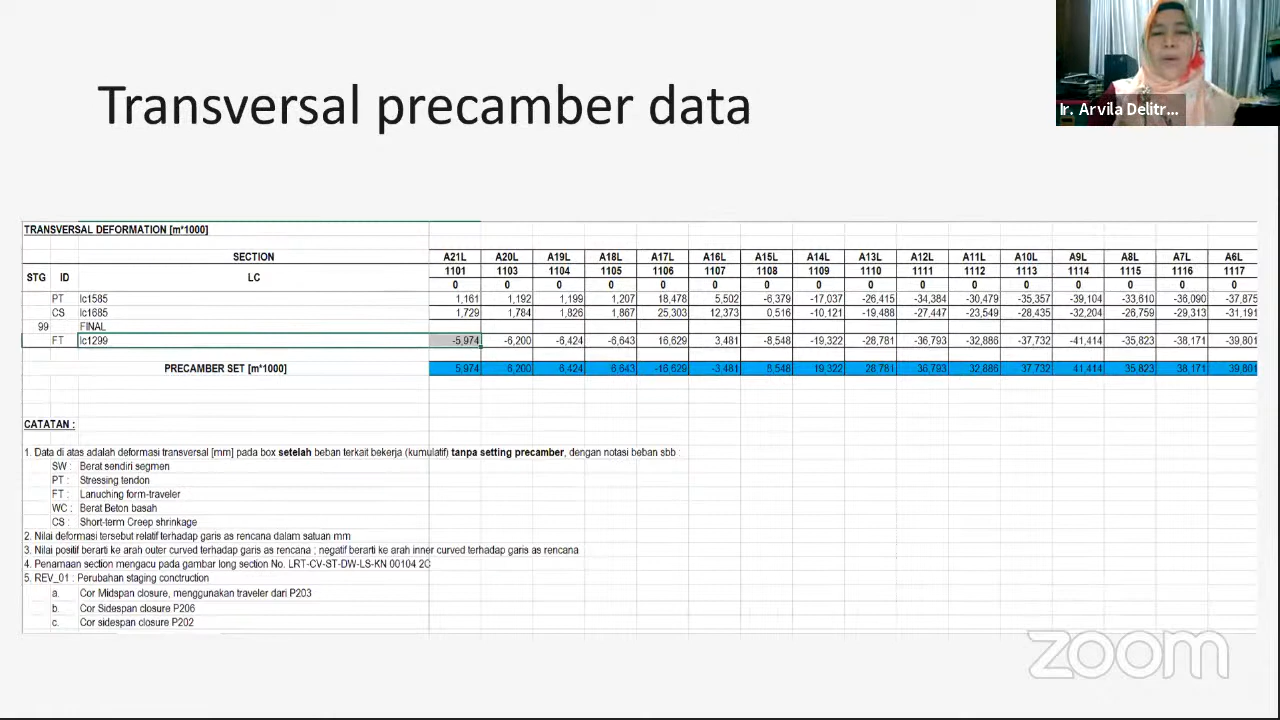 Ir. Arvila Delitr...
Transversal precamber data
TRANSVERSAL DEFORMATION [m*1000]
SECTION A21L A20L A19L A18L A17L A16L A15L A14L A13L A12L A11L A10L A9L A8L A7L A6L
STG ID LC 1101 1103 1104 1105 1106 1107 1108 1109 1110 1111 1112 1113 1114 1115 1116 1117
0 0 0 0 0 0 0 0 0 0 0 0 0 0 0 0
PT lc1585 1,161 1,192 1,199 1,207 18,478 5,502 -6,379 -17,037 -26,415 -34,384 -30,479 -35,357 -39,104 -33,610 -36,090 -37,875
CS lc1685 1,729 1,784 1,826 1,867 25,303 12,373 0,516 -10,121 -19,488 -27,447 -23,549 -28,435 -32,204 -26,759 -29,313 -31,191
99 FINAL
FT lc1299 -5,974 -6,200 -6,424 -6,643 16,629 3,481 -8,548 -19,322 -28,781 -36,793 -32,886 -37,732 -41,414 -35,823 -38,171 -39,801
PRECAMBER SET [m*1000] 5,974 6,200 6,424 6,643 -16,629 -3,481 8,548 19,322 28,781 36,793 32,886 37,732 41,414 35,823 38,171 39,801
CATATAN :
1. Data di atas adalah deformasi transversal [mm] pada box setelah beban terkait bekerja (kumulatif) tanpa setting precamber, dengan notasi beban sbb :
SW : Berat sendiri segmen
PT : Stressing tendon
FT : Lanuching form-traveler
WC : Berat Beton basah
CS : Short-term Creep shrinkage
2. Nilai deformasi tersebut relatif terhadap garis as rencana dalam satuan mm
3. Nilai positif berarti ke arah outer curved terhadap garis as rencana ; negatif berarti ke arah inner curved terhadap garis as rencana
4. Penamaan section mengacu pada gambar long section No. LRT-CV-ST-DW-LS-KN 00104 2C
5. REV_01 : Perubahan staging construction
a. Cor Midspan closure, menggunakan traveler dari P203
b. Cor Sidespan closure P206
c. Cor sidespan closure P202
zoom